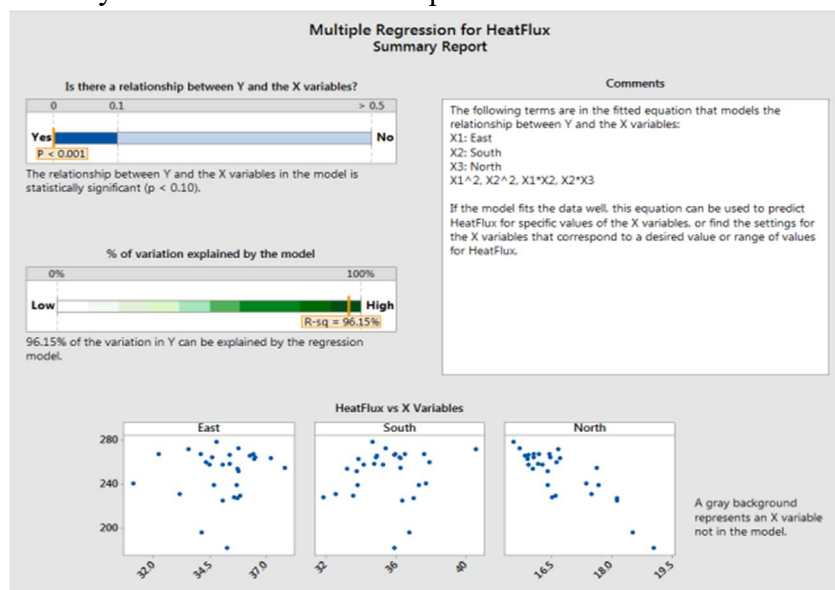 Multiple Regression for HeatFlux
Summary Report
Is there a relationship between Y and the X variables?
0 0.1 > 0.5
Yes No
P < 0.001
The relationship between Y and the X variables in the model is
statistically significant (p < 0.10).
% of variation explained by the model
0% 100%
Low High
R-sq = 96.15%
96.15% of the variation in Y can be explained by the regression
model.
Comments
The following terms are in the fitted equation that models the
relationship between Y and the X variables:
X1: East
X2: South
X3: North
X1^2, X2^2, X1*X2, X2*X3
If the model fits the data well, this equation can be used to predict
HeatFlux for specific values of the X variables, or find the settings for
the X variables that correspond to a desired value or range of values
for HeatFlux.
HeatFlux vs X Variables
East South North
280
240
200
32.0 34.5 37.0 32 36 40 16.5 18.0 19.5
A gray background
represents an X variable
not in the model.